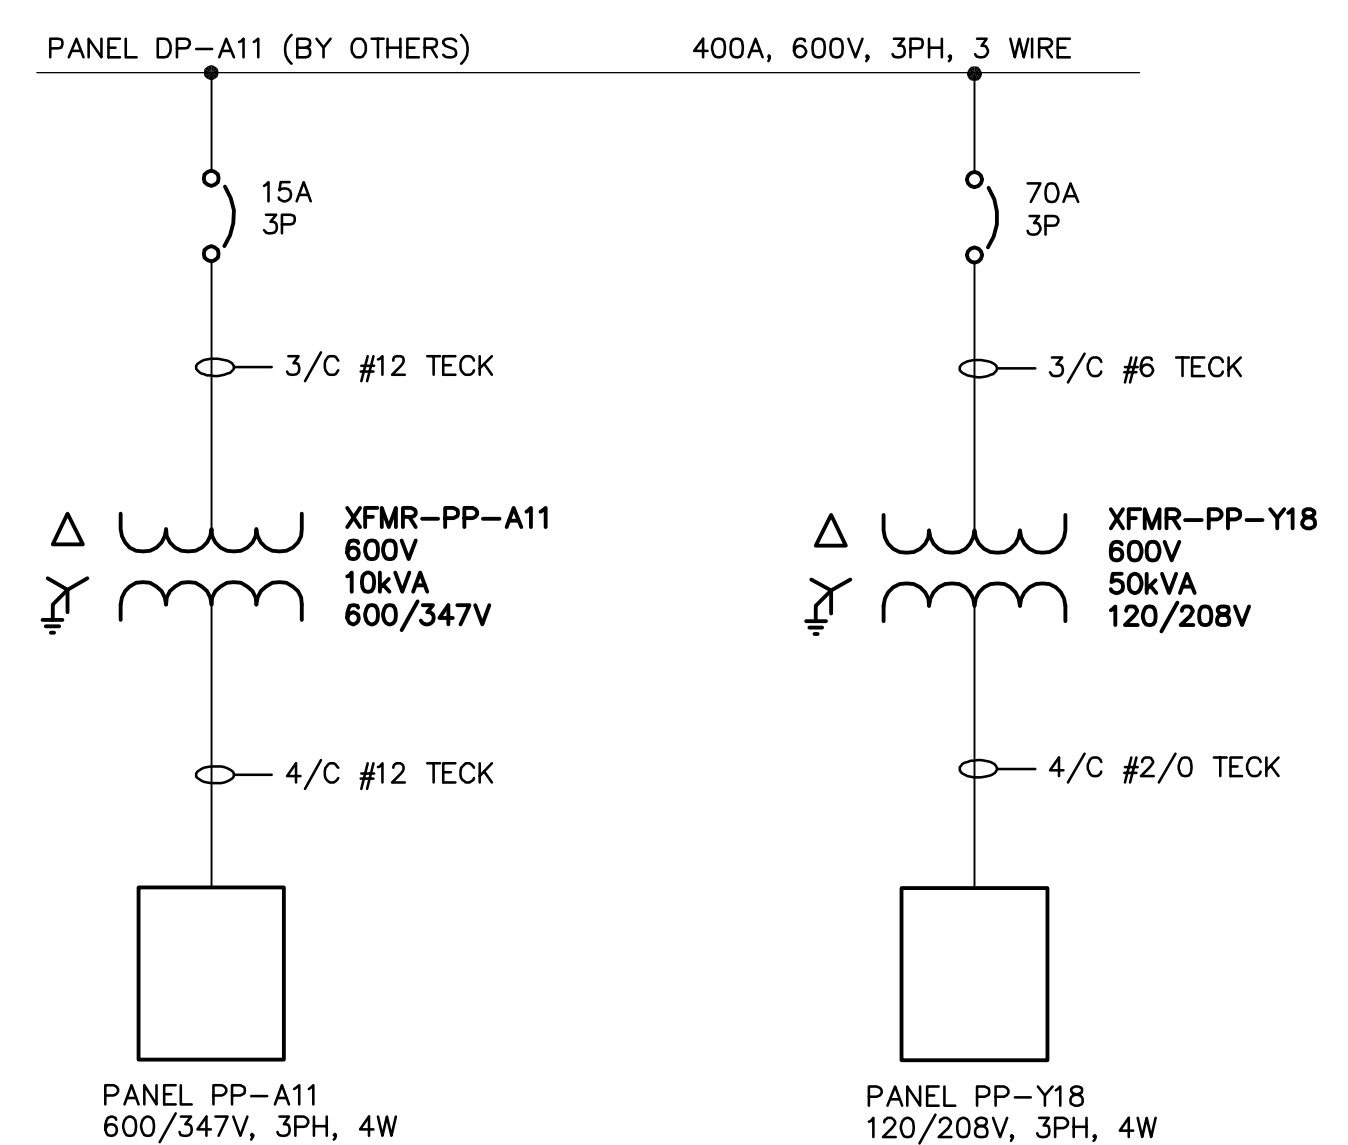 PANEL DP-A11 (BY OTHERS)
400A, 600V, 3PH, 3 WIRE
15A
3P
70A
3P
3/C #12 TECK
3/C #6 TECK
XFMR-PP-A11
600V
10kVA
600/347V
XFMR-PP-Y18
600V
50kVA
120/208V
4/C #12 TECK
4/C #2/0 TECK
PANEL PP-A11
600/347V, 3PH, 4W
PANEL PP-Y18
120/208V, 3PH, 4W